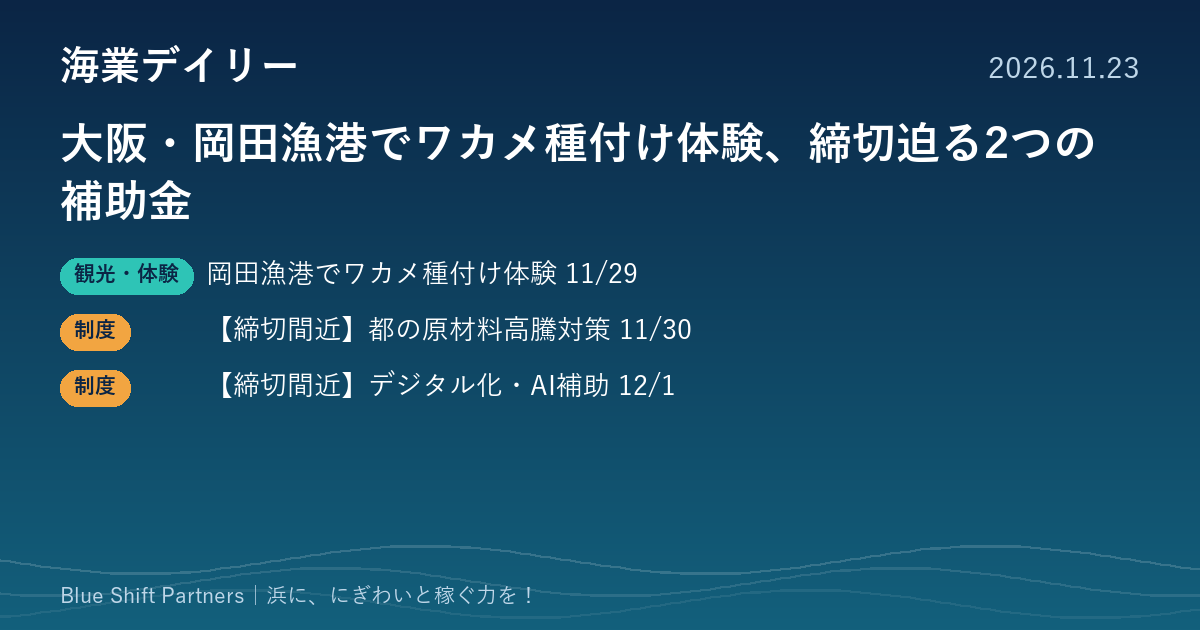 海業デイリー
2026.11.23
大阪・岡田漁港でワカメ種付け体験、締切迫る2つの
補助金
観光・体験 岡田漁港でワカメ種付け体験 11/29
制度 【締切間近】都の原材料高騰対策 11/30
制度 【締切間近】デジタル化・AI補助 12/1
Blue Shift Partners｜浜に、にぎわいと稼ぐ力を！